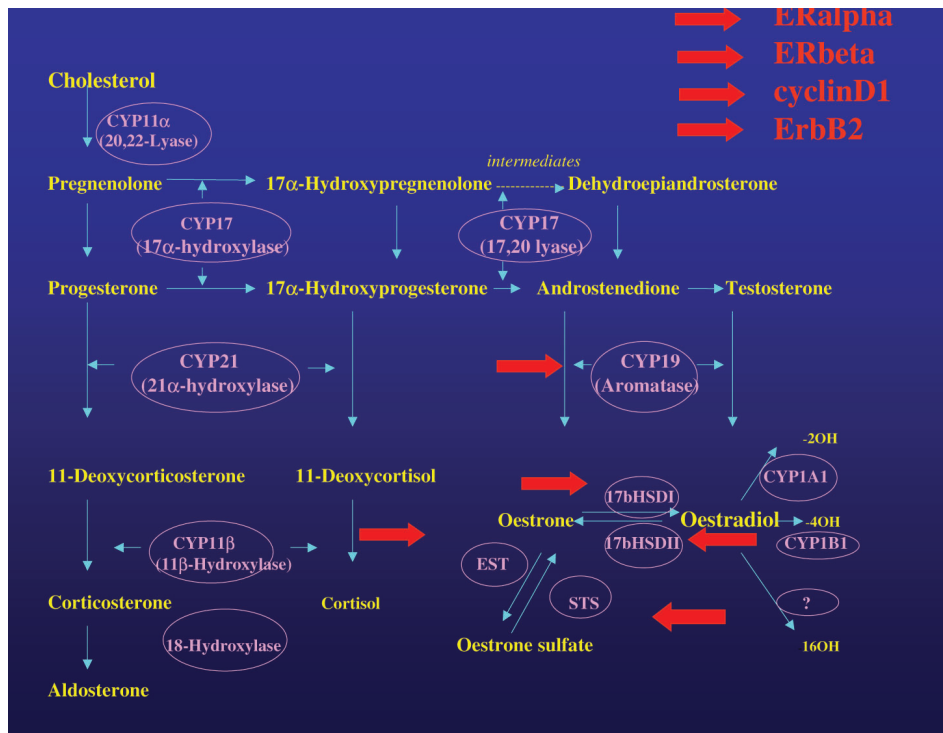 ERalpha
ERbeta
cyclinD1
ErbB2
Cholesterol
CYP11α
(20,22-Lyase)
intermediates
Pregnenolone
17α-Hydroxypregnenolone
Dehydroepiandrosterone
CYP17
(17α-hydroxylase)
CYP17
(17,20 lyase)
Progesterone
17α-Hydroxyprogesterone
Androstenedione
Testosterone
CYP21
(21α-hydroxylase)
CYP19
(Aromatase)
-2OH
11-Deoxycorticosterone
11-Deoxycortisol
CYP1A1
17bHSDI
Oestrone
Oestradiol
-4OH
CYP11β
(11β-Hydroxylase)
17bHSDII
CYP1B1
EST
Corticosterone
Cortisol
STS
?
18-Hydroxylase
Oestrone sulfate
16OH
Aldosterone